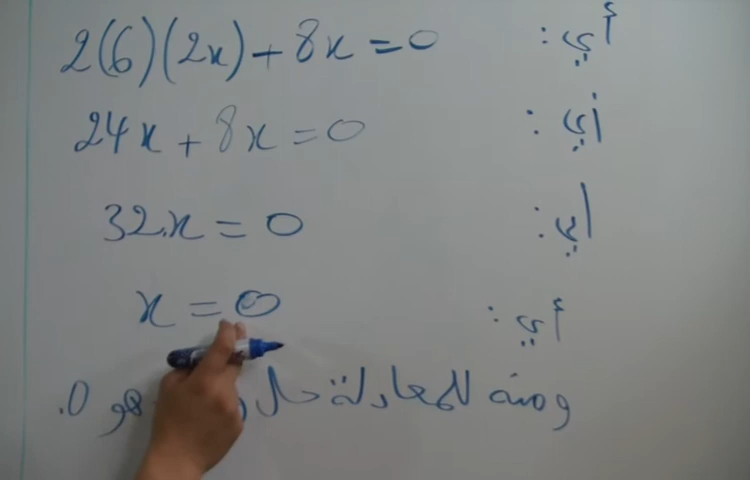 أي: 2(6)(2x)+8x=0
أي: 24x+8x=0
أي: 32x=0
أي: x=0
ومنه للمعادلة حل هو 0.